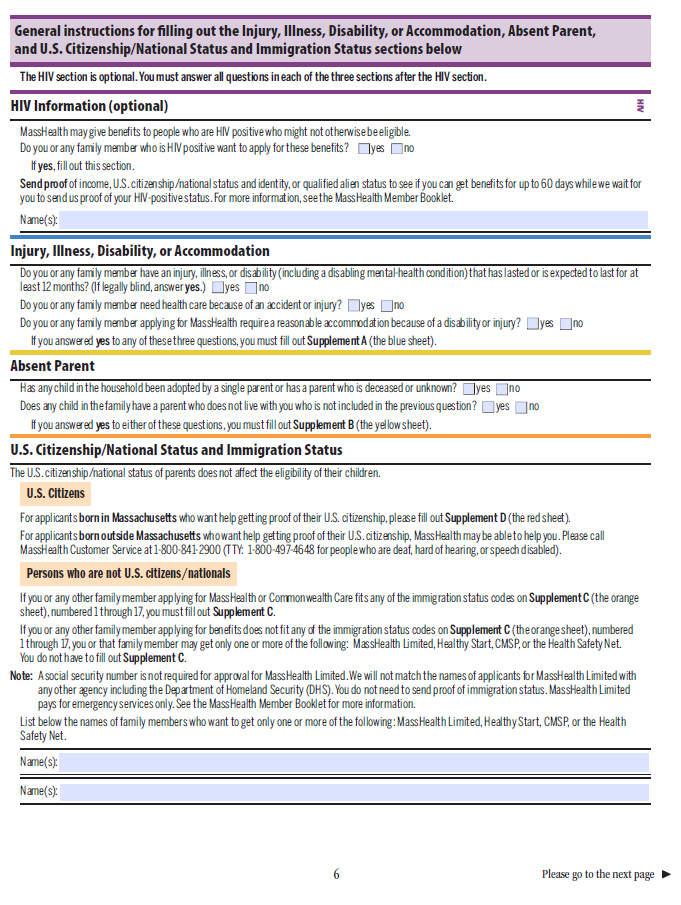 General instructions for filling out the Injury, Illness, Disability, or Accommodation, Absent Parent,
and U.S. Citizenship/National Status and Immigration Status sections below
The HIV section is optional. You must answer all questions in each of the three sections after the HIV section.
HIV Information (optional)
HIV
MassHealth may give benefits to people who are HIV positive who might not otherwise be eligible.
Do you or any family member who is HIV positive want to apply for these benefits? yes no
If yes, fill out this section.
Send proof of income, U.S. citizenship/national status and identity, or qualified alien status to see if you can get benefits for up to 60 days while we wait for
you to send us proof of your HIV-positive status. For more information, see the MassHealth Member Booklet.
Name(s):
Injury, Illness, Disability, or Accommodation
Do you or any family member have an injury, illness, or disability (including a disabling mental-health condition) that has lasted or is expected to last for at
least 12 months? (If legally blind, answer yes.) yes no
Do you or any family member need health care because of an accident or injury? yes no
Do you or any family member applying for MassHealth require a reasonable accommodation because of a disability or injury? yes no
If you answered yes to any of these three questions, you must fill out Supplement A (the blue sheet).
Absent Parent
Has any child in the household been adopted by a single parent or has a parent who is deceased or unknown? yes no
Does any child in the family have a parent who does not live with you who is not included in the previous question? yes no
If you answered yes to either of these questions, you must fill out Supplement B (the yellow sheet).
U.S. Citizenship/National Status and Immigration Status
The U.S. citizenship/national status of parents does not affect the eligibility of their children.
U.S. Citizens
For applicants born in Massachusetts who want help getting proof of their U.S. citizenship, please fill out Supplement D (the red sheet).
For applicants born outside Massachusetts who want help getting proof of their U.S. citizenship, MassHealth may be able to help you. Please call
MassHealth Customer Service at 1-800-841-2900 (TTY: 1-800-497-4648 for people who are deaf, hard of hearing, or speech disabled).
Persons who are not U.S. citizens/nationals
If you or any other family member applying for MassHealth or Commonwealth Care fits any of the immigration status codes on Supplement C (the orange
sheet), numbered 1 through 17, you must fill out Supplement C.
If you or any other family member applying for benefits does not fit any of the immigration status codes on Supplement C (the orange sheet), numbered
1 through 17, you or that family member may get only one or more of the following: MassHealth Limited, Healthy Start, CMSP, or the Health Safety Net.
You do not have to fill out Supplement C.
Note: A social security number is not required for approval for MassHealth Limited. We will not match the names of applicants for MassHealth Limited with
any other agency including the Department of Homeland Security (DHS). You do not need to send proof of immigration status. MassHealth Limited
pays for emergency services only. See the MassHealth Member Booklet for more information.
List below the names of family members who want to get only one or more of the following: MassHealth Limited, Healthy Start, CMSP, or the Health
Safety Net.
Name(s):
Name(s):
6
Please go to the next page ▶